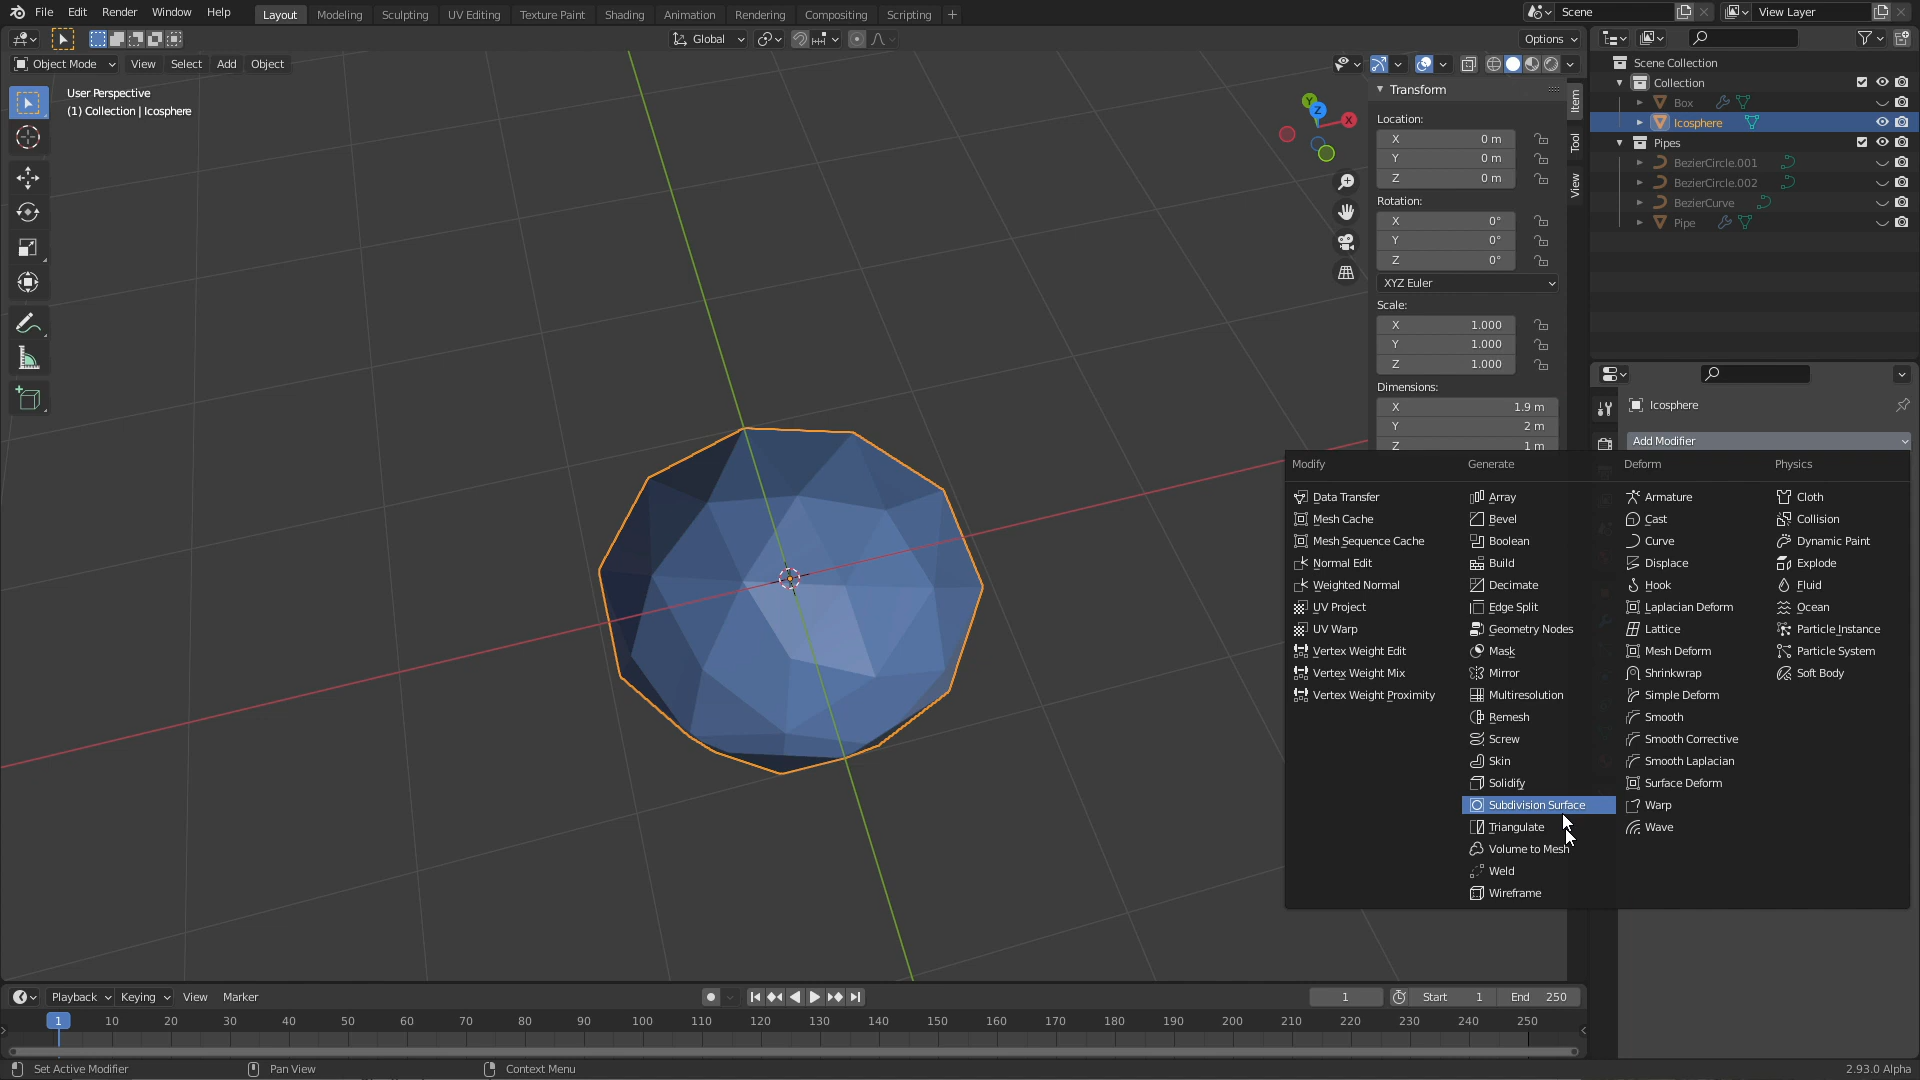 File Edit Render Window Help Layout Modeling Sculpting UV Editing Texture Paint Shading Animation Rendering Compositing Scripting + Scene View Layer
Global Options
Object Mode View Select Add Object
User Perspective
(1) Collection | Icosphere
Y Z X
Transform
Location:
X 0 m
Y 0 m
Z 0 m
Rotation:
X 0°
Y 0°
Z 0°
XYZ Euler
Scale:
X 1.000
Y 1.000
Z 1.000
Dimensions:
X 1.9 m
Y 2 m
Z 1 m
Item
Tool
View
Scene Collection
Collection
Box
Icosphere
Pipes
BezierCircle.001
BezierCircle.002
BezierCurve
Pipe
Icosphere
Add Modifier
Modify
Data Transfer
Mesh Cache
Mesh Sequence Cache
Normal Edit
Weighted Normal
UV Project
UV Warp
Vertex Weight Edit
Vertex Weight Mix
Vertex Weight Proximity
Generate
Array
Bevel
Boolean
Build
Decimate
Edge Split
Geometry Nodes
Mask
Mirror
Multiresolution
Remesh
Screw
Skin
Solidify
Subdivision Surface
Triangulate
Volume to Mesh
Weld
Wireframe
Deform
Armature
Cast
Curve
Displace
Hook
Laplacian Deform
Lattice
Mesh Deform
Shrinkwrap
Simple Deform
Smooth
Smooth Corrective
Smooth Laplacian
Surface Deform
Warp
Wave
Physics
Cloth
Collision
Dynamic Paint
Explode
Fluid
Ocean
Particle Instance
Particle System
Soft Body
Playback Keying View Marker 1 Start 1 End 250
1 10 20 30 40 50 60 70 80 90 100 110 120 130 140 150 160 170 180 190 200 210 220 230 240 250
Set Active Modifier Pan View Context Menu 2.93.0 Alpha